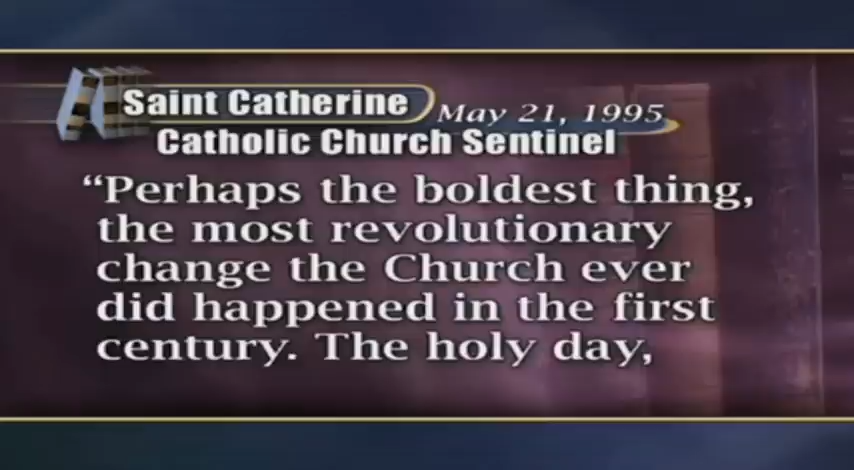 Saint Catherine May 21, 1995
Catholic Church Sentinel
“Perhaps the boldest thing,
the most revolutionary
change the Church ever
did happened in the first
century. The holy day,